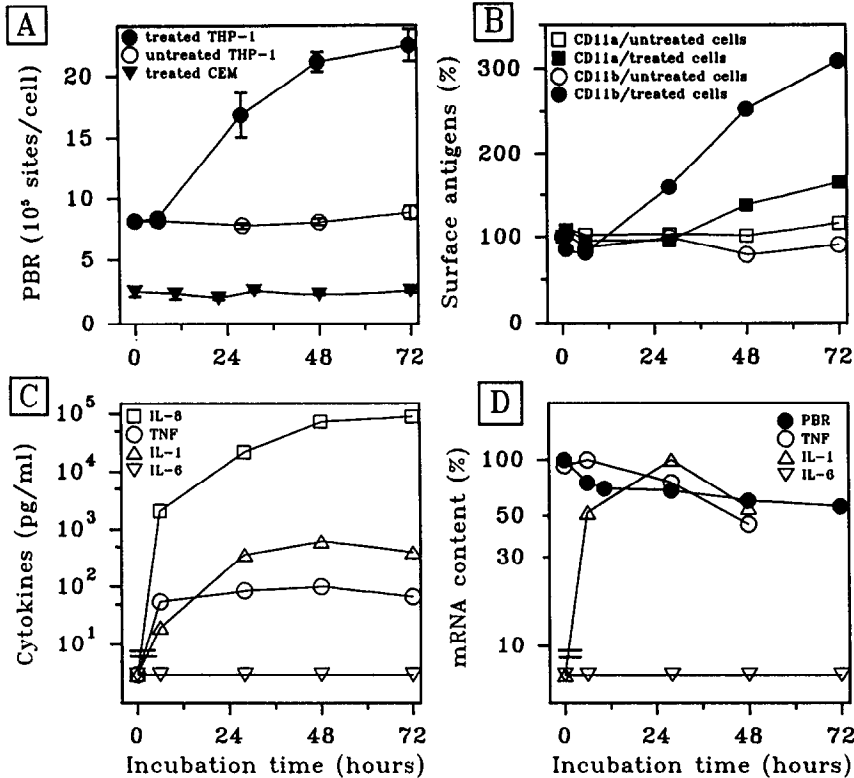 A
treated THP-1
untreated THP-1
treated CEM
PBR (10⁵ sites/cell)
20
15
10
5
0
0 24 48 72
B
CD11a/untreated cells
CD11a/treated cells
CD11b/untreated cells
CD11b/treated cells
Surface antigens (%)
300
200
100
0
0 24 48 72
C
IL-8
TNF
IL-1
IL-6
Cytokines (pg/ml)
10⁵
10⁴
10³
10²
10¹
0 24 48 72
Incubation time (hours)
D
PBR
TNF
IL-1
IL-6
mRNA content (%)
100
50
30
10
0 24 48 72
Incubation time (hours)